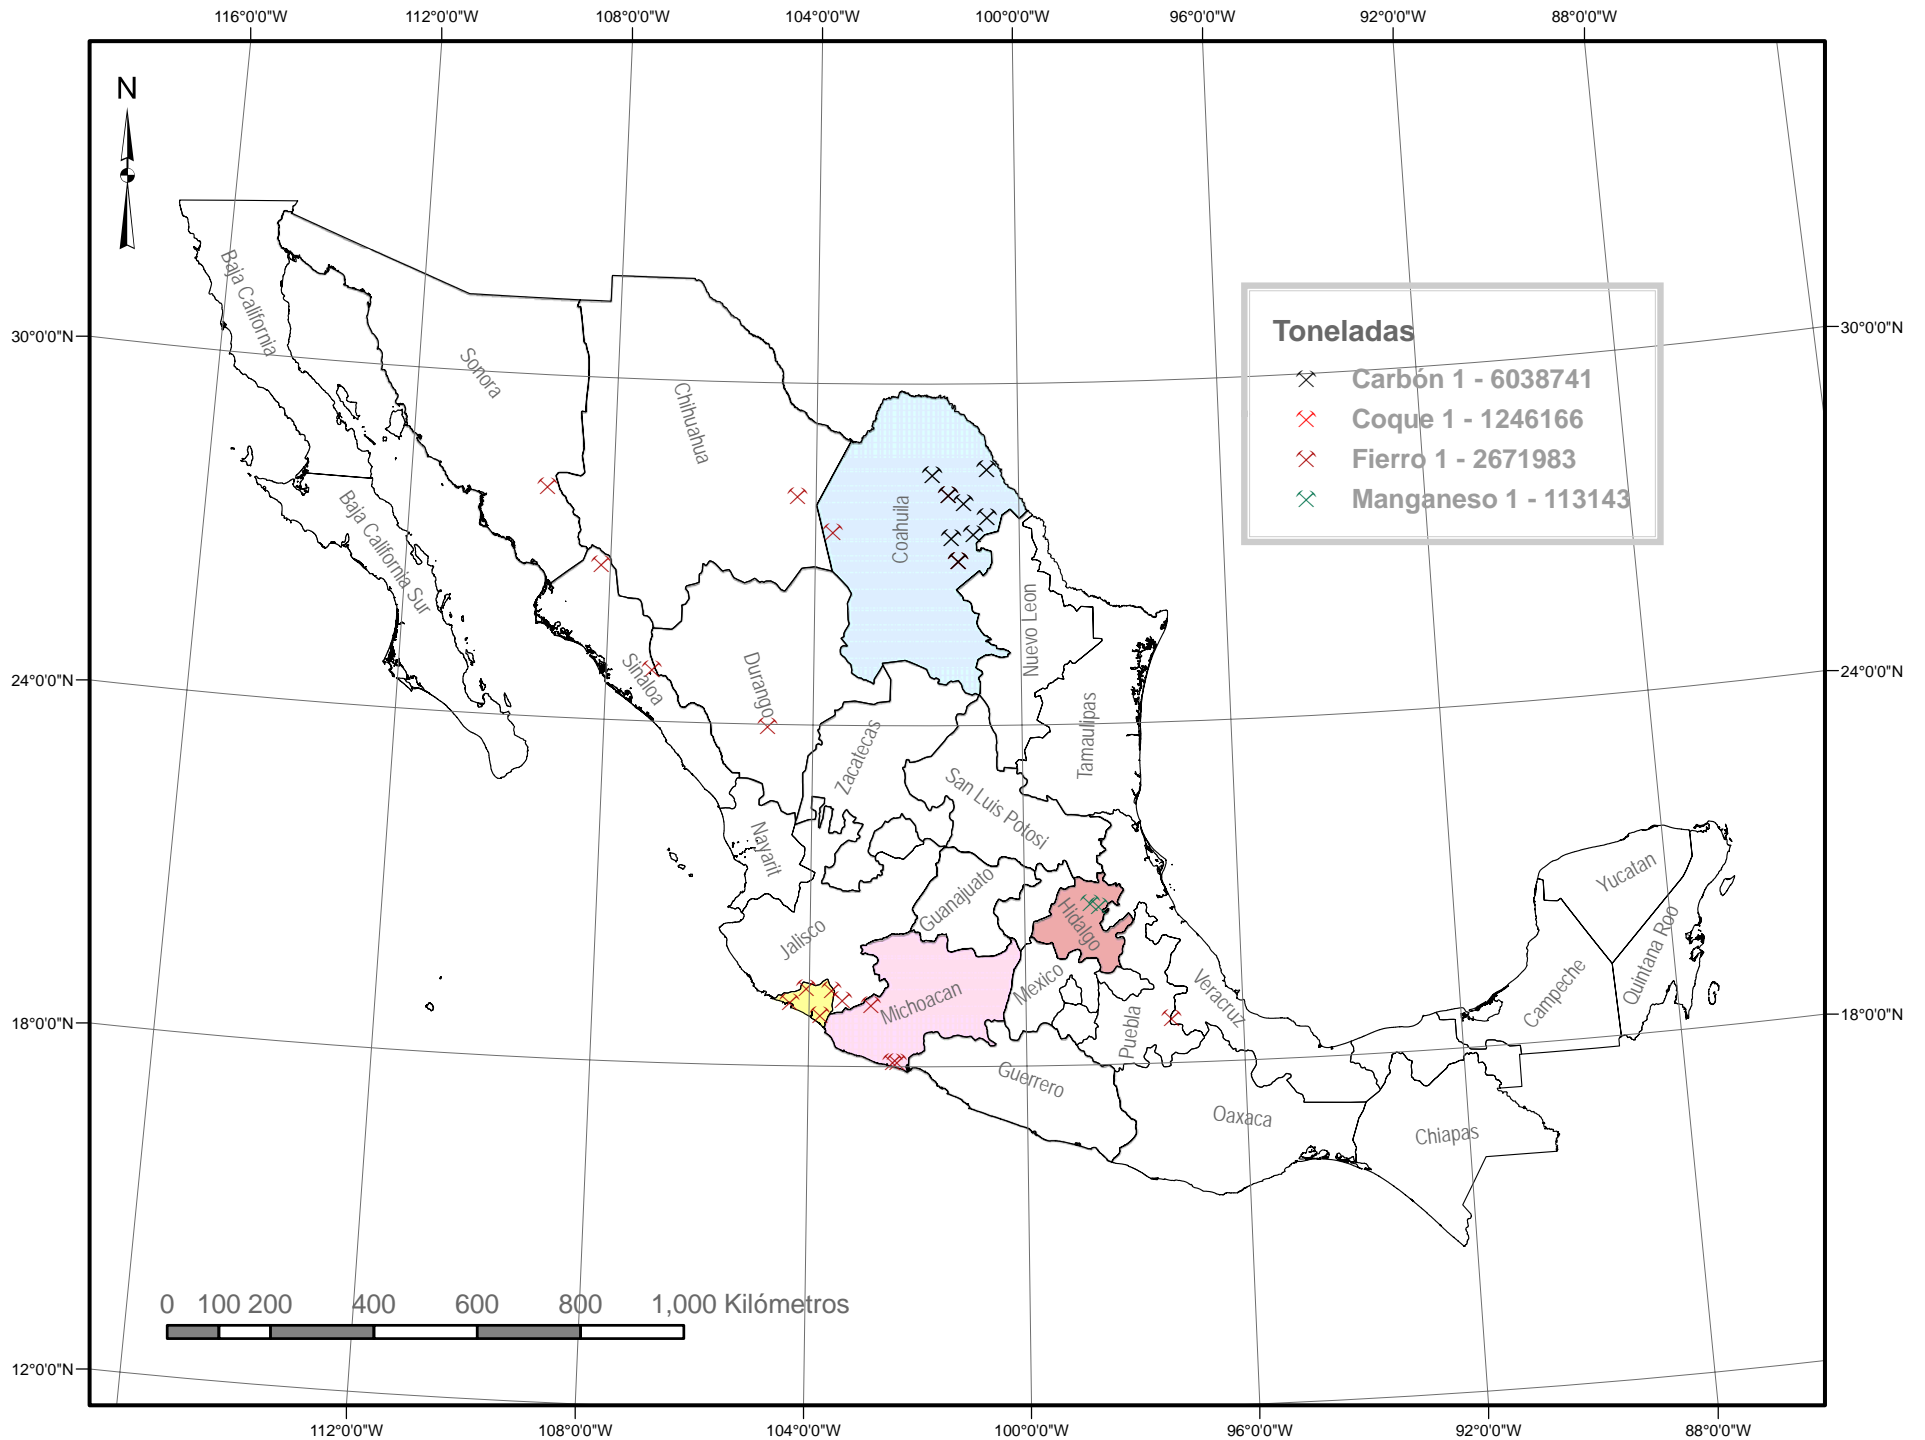 116°0'0"W 112°0'0"W 108°0'0"W 104°0'0"W 100°0'0"W 96°0'0"W 92°0'0"W 88°0'0"W
N
30°0'0"N 30°0'0"N
Toneladas
Carbón 1 - 6038741
Coque 1 - 1246166
Fierro 1 - 2671983
Manganeso 1 - 113143
Baja California
Sonora
Chihuahua
Coahuila
Baja California Sur
Nuevo Leon
24°0'0"N 24°0'0"N
Sinaloa
Durango
Tamaulipas
Zacatecas
San Luis Potosi
Nayarit
Guanajuato
Hidalgo
Jalisco
Yucatan
Quintana Roo
Campeche
Mexico
Michoacan
Veracruz
Puebla
18°0'0"N 18°0'0"N
Guerrero
Oaxaca
Chiapas
0 100 200 400 600 800 1,000 Kilómetros
12°0'0"N
112°0'0"W 108°0'0"W 104°0'0"W 100°0'0"W 96°0'0"W 92°0'0"W 88°0'0"W